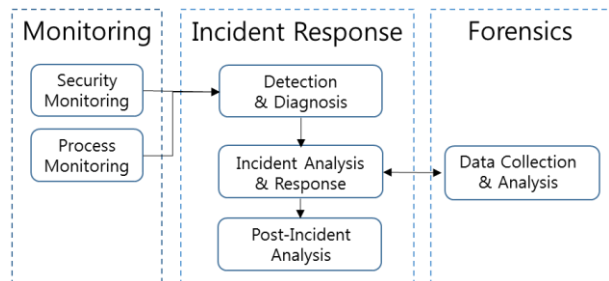 Monitoring
Security
Monitoring
Process
Monitoring
Incident Response
Detection
& Diagnosis
Incident Analysis
& Response
Post-Incident
Analysis
Forensics
Data Collection
& Analysis